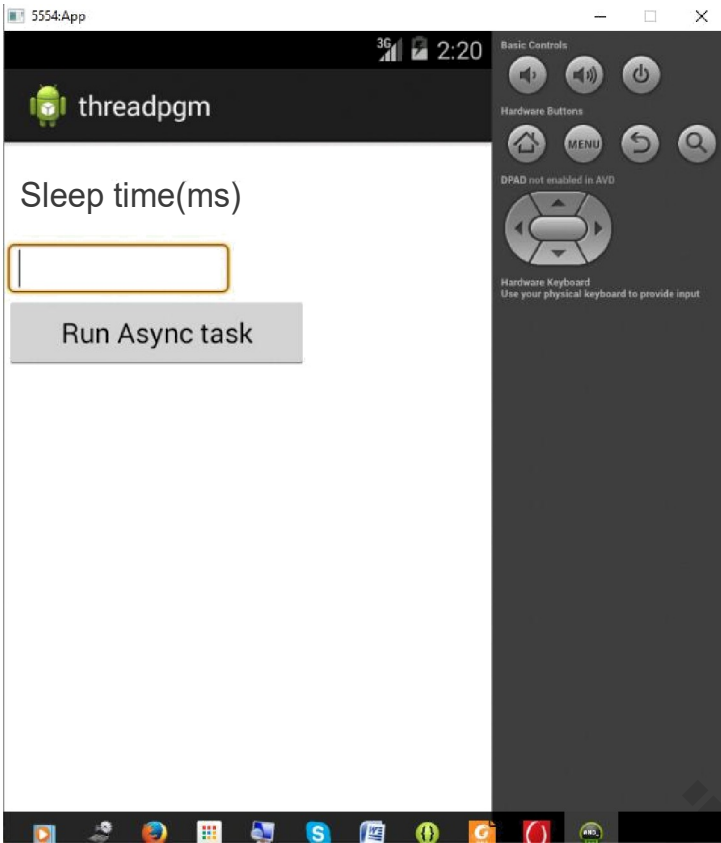 5554:App
3G 2:20
threadpgm
Sleep time(ms)
Run Async task
Basic Controls
Hardware Buttons
MENU
DPAD not enabled in AVD
Hardware Keyboard
Use your physical keyboard to provide input